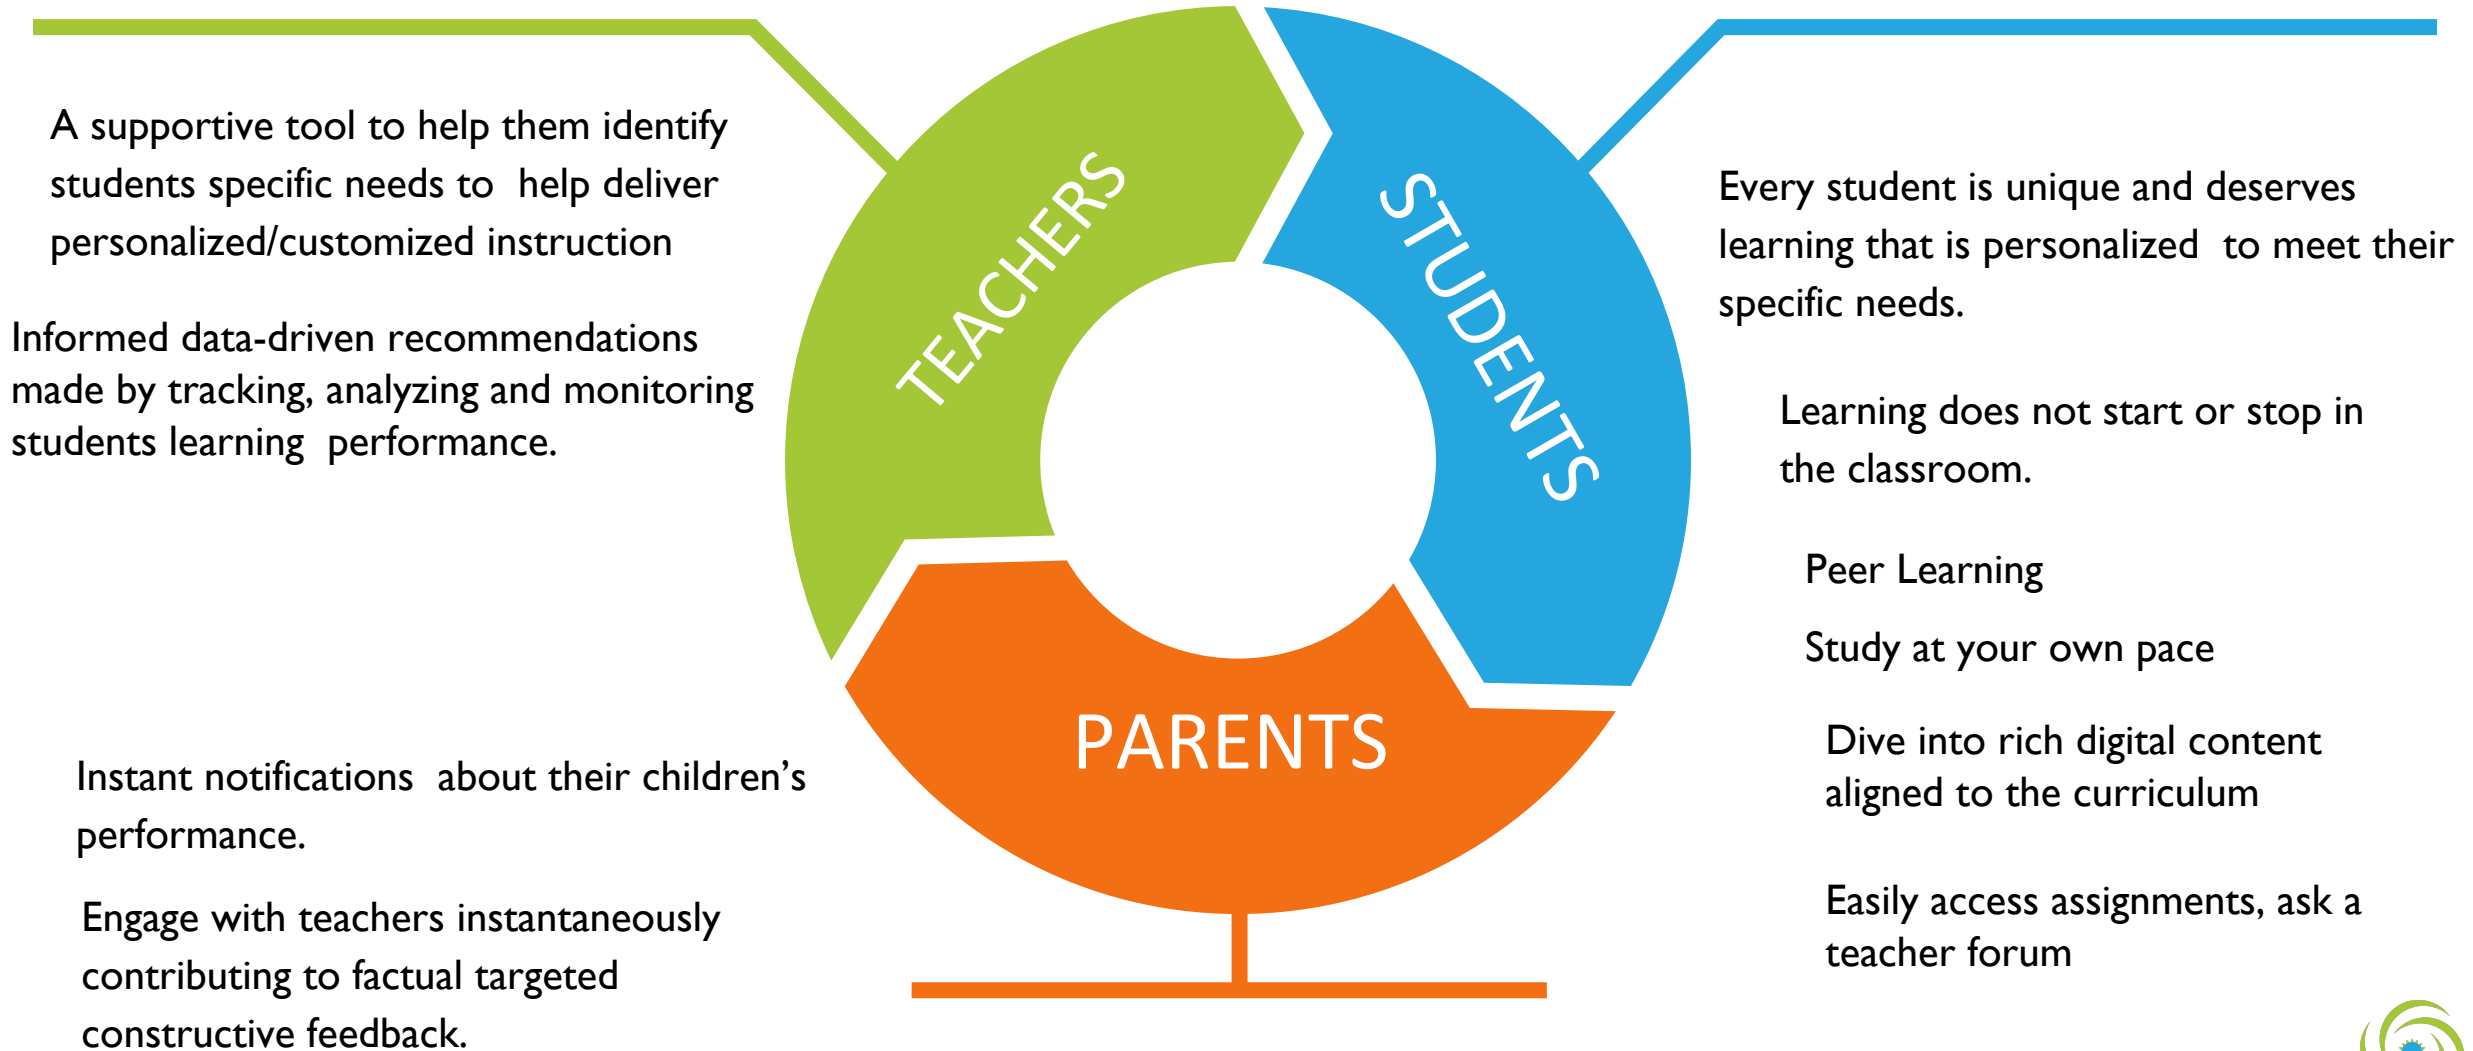 A supportive tool to help them identify
students specific needs to  help deliver
personalized/customized instruction
Informed data-driven recommendations
made by tracking, analyzing and monitoring
students learning  performance.
TEACHERS
STUDENTS
PARENTS
Every student is unique and deserves
learning that is personalized  to meet their
specific needs.
Learning does not start or stop in
the classroom.
Peer Learning
Study at your own pace
Dive into rich digital content
aligned to the curriculum
Easily access assignments, ask a
teacher forum
Instant notifications  about their children’s
performance.
Engage with teachers instantaneously
contributing to factual targeted
constructive feedback.